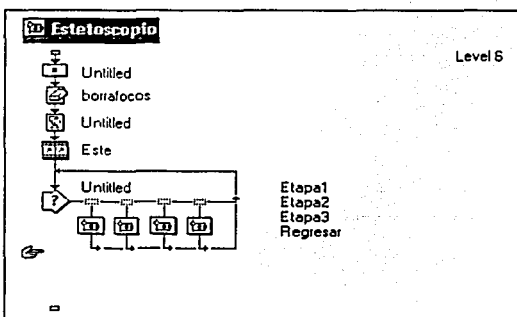 Estetoscopio
Level 6
Untitled
borrafocos
Untitled
Este
Untitled
Etapa1
Etapa2
Etapa3
Regresar